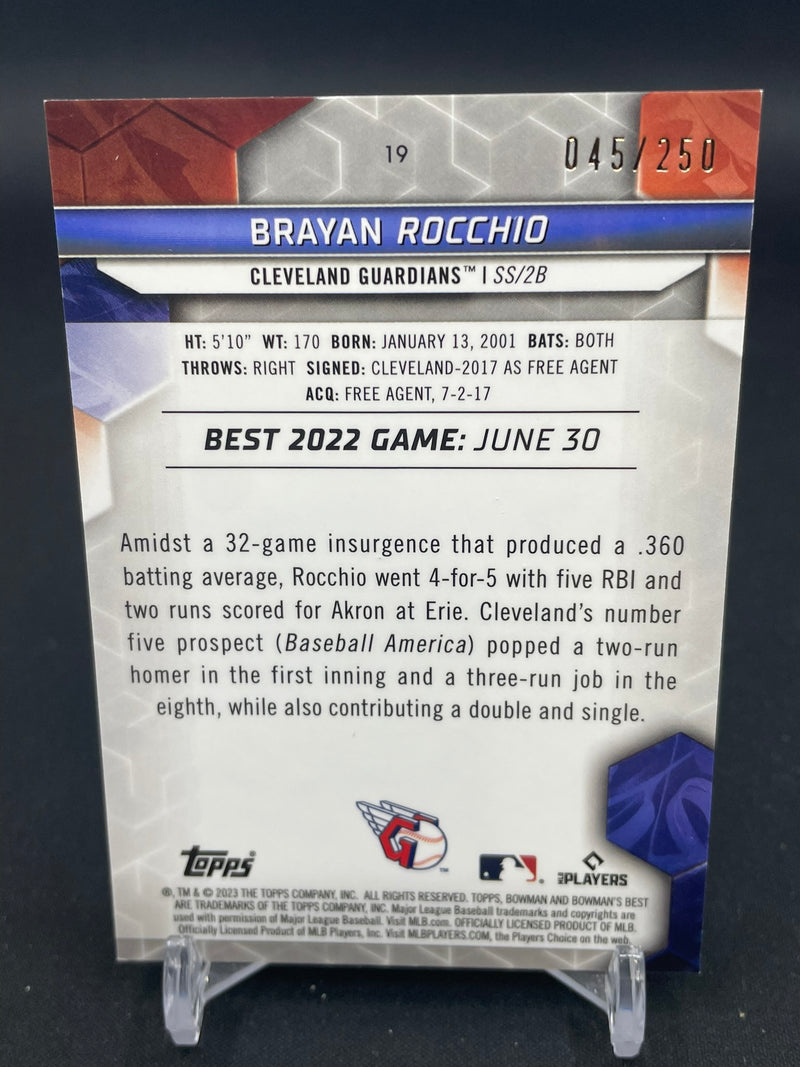 19
045/250
BRAYAN ROCCHIO
CLEVELAND GUARDIANS™ | SS/2B
HT: 5'10" WT: 170 BORN: JANUARY 13, 2001 BATS: BOTH
THROWS: RIGHT SIGNED: CLEVELAND-2017 AS FREE AGENT
ACQ: FREE AGENT, 7-2-17
BEST 2022 GAME: JUNE 30
Amidst a 32-game insurgence that produced a .360
batting average, Rocchio went 4-for-5 with five RBI and
two runs scored for Akron at Erie. Cleveland's number
five prospect (Baseball America) popped a two-run
homer in the first inning and a three-run job in the
eighth, while also contributing a double and single.
G ™
topps® MLB PLAYERS
®, TM & © 2023 THE TOPPS COMPANY, INC. ALL RIGHTS RESERVED. TOPPS, BOWMAN AND BOWMAN'S BEST
ARE TRADEMARKS OF THE TOPPS COMPANY, INC. Major League Baseball trademarks and copyrights are
used with permission of Major League Baseball. Visit MLB.com. OFFICIALLY LICENSED PRODUCT OF MLB.
Officially Licensed Product of MLB Players, Inc. Visit MLBPLAYERS.COM, the Players Choice on the web.